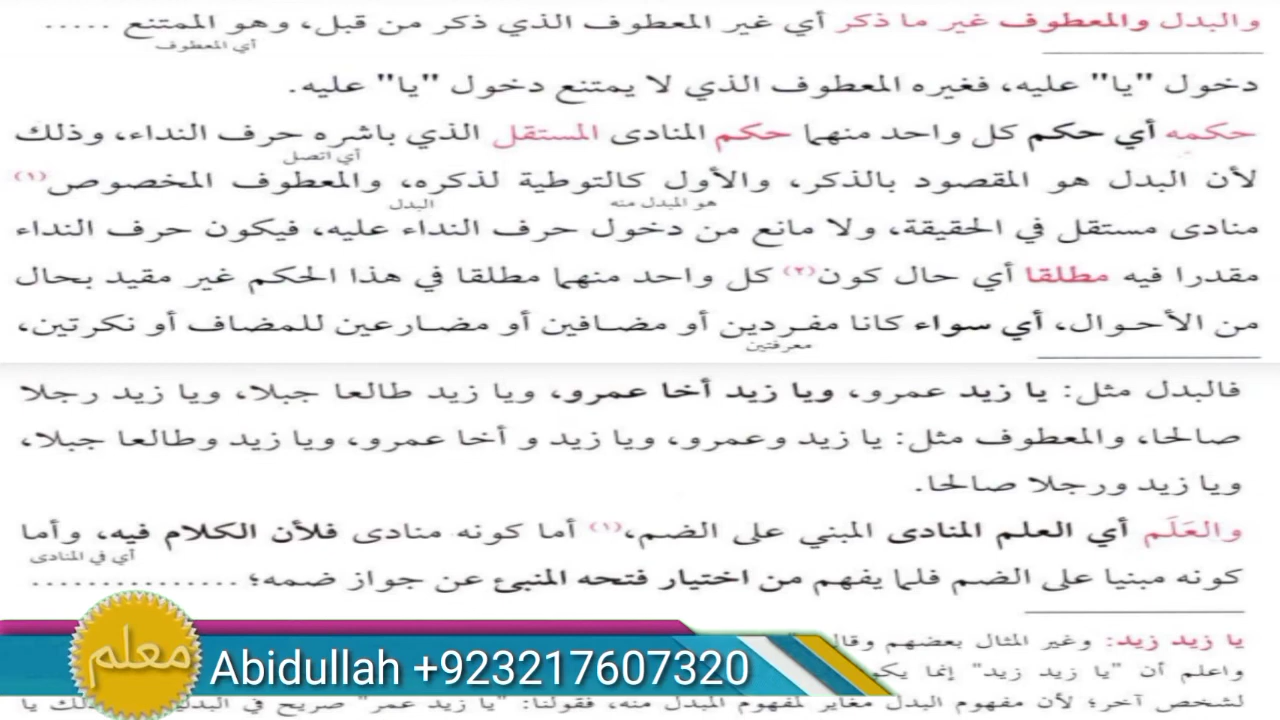 والبدل والمعطوف غير ما ذكر أي غير المعطوف الذي ذكر من قبل، وهو الممتنع .....
أي المعطوف
دخول "يا" عليه، فغيره المعطوف الذي لا يمتنع دخول "يا" عليه.
حكمه أي حكم كل واحد منهما حكم المنادى المستقل الذي باشره حرف النداء، وذلك
أي اتصل
لأن البدل هو المقصود بالذكر، والأول كالتوطية لذكره، والمعطوف المخصوص(١)
هو المبدل منه
البدل
منادى مستقل في الحقيقة، ولا مانع من دخول حرف النداء عليه، فيكون حرف النداء
مقدرا فيه مطلقا أي حال كون(٢) كل واحد منهما مطلقا في هذا الحكم غير مقيد بحال
من الأحوال، أي سواء كانا مفردين أو مضافين أو مضارعين للمضاف أو نكرتين،
معرفتين
فالبدل مثل: يا زيد عمرو، ويا زيد أخا عمرو، ويا زيد طالعا جبلا، ويا زيد رجلا
صالحا، والمعطوف مثل: يا زيد وعمرو، ويا زيد و أخا عمرو، ويا زيد وطالعا جبلا،
ويا زيد ورجلا صالحا.
والعَلَم أي العلم المنادى المبني على الضم،(١) أما كونه منادى فلأن الكلام فيه، وأما
أي في المنادى
كونه مبنيا على الضم فلما يفهم من اختيار فتحه المنبئ عن جواز ضمه؛ ...............
يا زيد زيد: وغير المثال بعضهم وقال
واعلم أن "يا زيد زيد" إنما
لشخص آخر؛ لأن مفهوم البدل مغاير لمفهوم المبدل منه، فقولنا: "يا زيد عمر" صريح في يا
معلم
Abidullah +923217607320